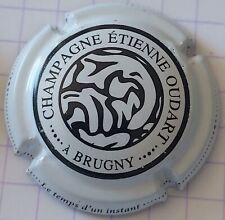 CHAMPAGNE ÉTIENNE OUDART
..... À BRUGNY .....
Le temps d'un instant .....